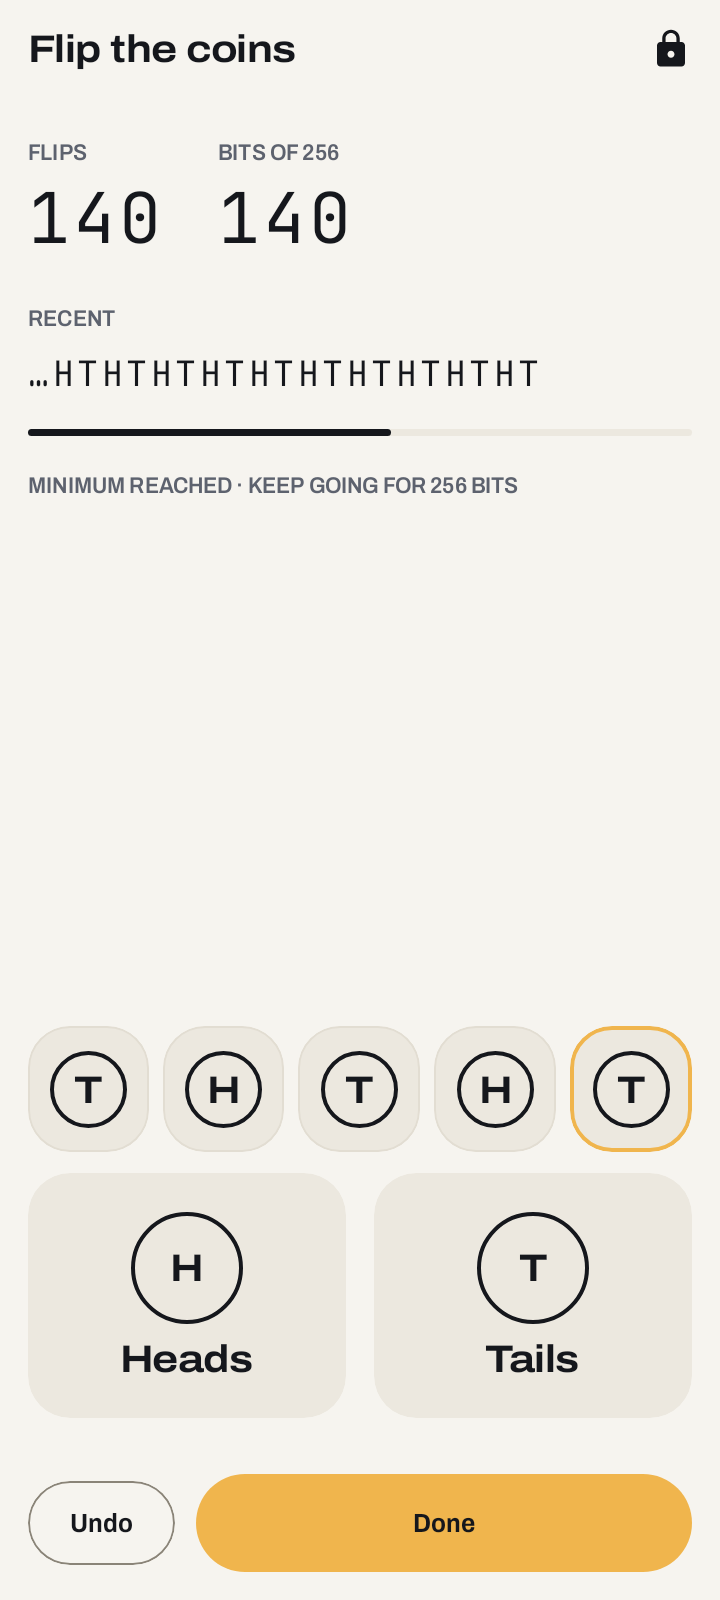 Flip the coins
FLIPS BITS OF 256
140 140
RECENT
…HTHTHTHTHTHTHTHTHTHT
MINIMUM REACHED · KEEP GOING FOR 256 BITS
T H T H T
H T
Heads Tails
Undo Done